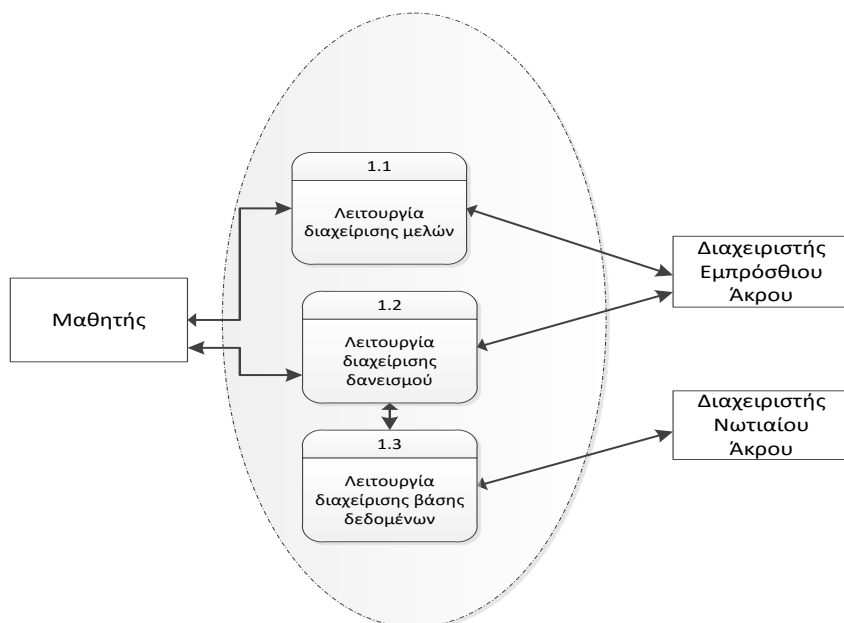 1.1
Λειτουργία
διαχείρισης μελών
Μαθητής
1.2
Λειτουργία
διαχείρισης
δανεισμού
1.3
Λειτουργία
διαχείρισης βάσης
δεδομένων
Διαχειριστής
Εμπρόσθιου
Άκρου
Διαχειριστής
Νωτιαίου
Άκρου